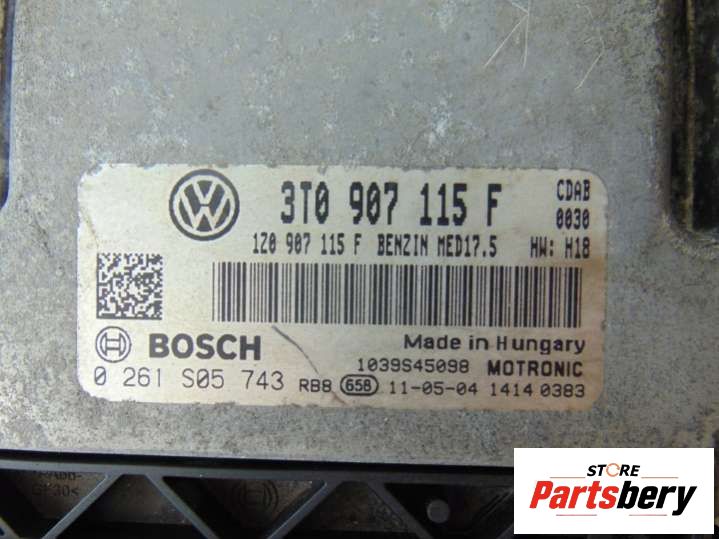 3T0 907 115 F CDAB
0030
1Z0 907 115 F BENZIN MED17.5 HW: H18
BOSCH Made in Hungary
1039S45098 MOTRONIC
0 261 S05 743 RB8 658 11-05-04 1414 0383
GF30<
STORE
Partsbery